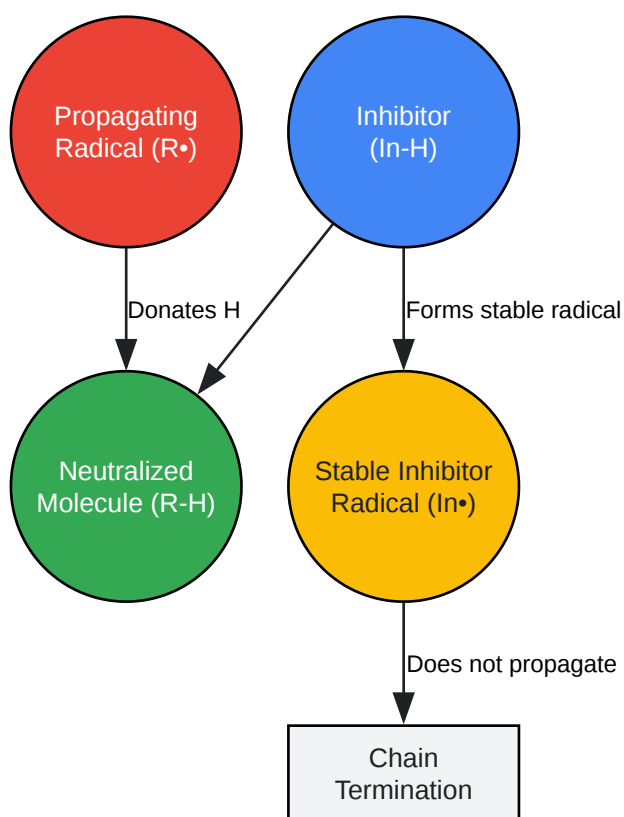 Propagating
Radical (R•)
Inhibitor
(In-H)
Donates H
Forms stable radical
Neutralized
Molecule (R-H)
Stable Inhibitor
Radical (In•)
Does not propagate
Chain
Termination